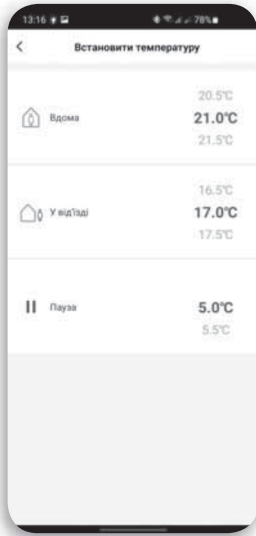 13:16 78%
Встановити температуру
20.5°C
Вдома 21.0°C
21.5°C
16.5°C
У від'їзді 17.0°C
17.5°C
Пауза 5.0°C
5.5°C